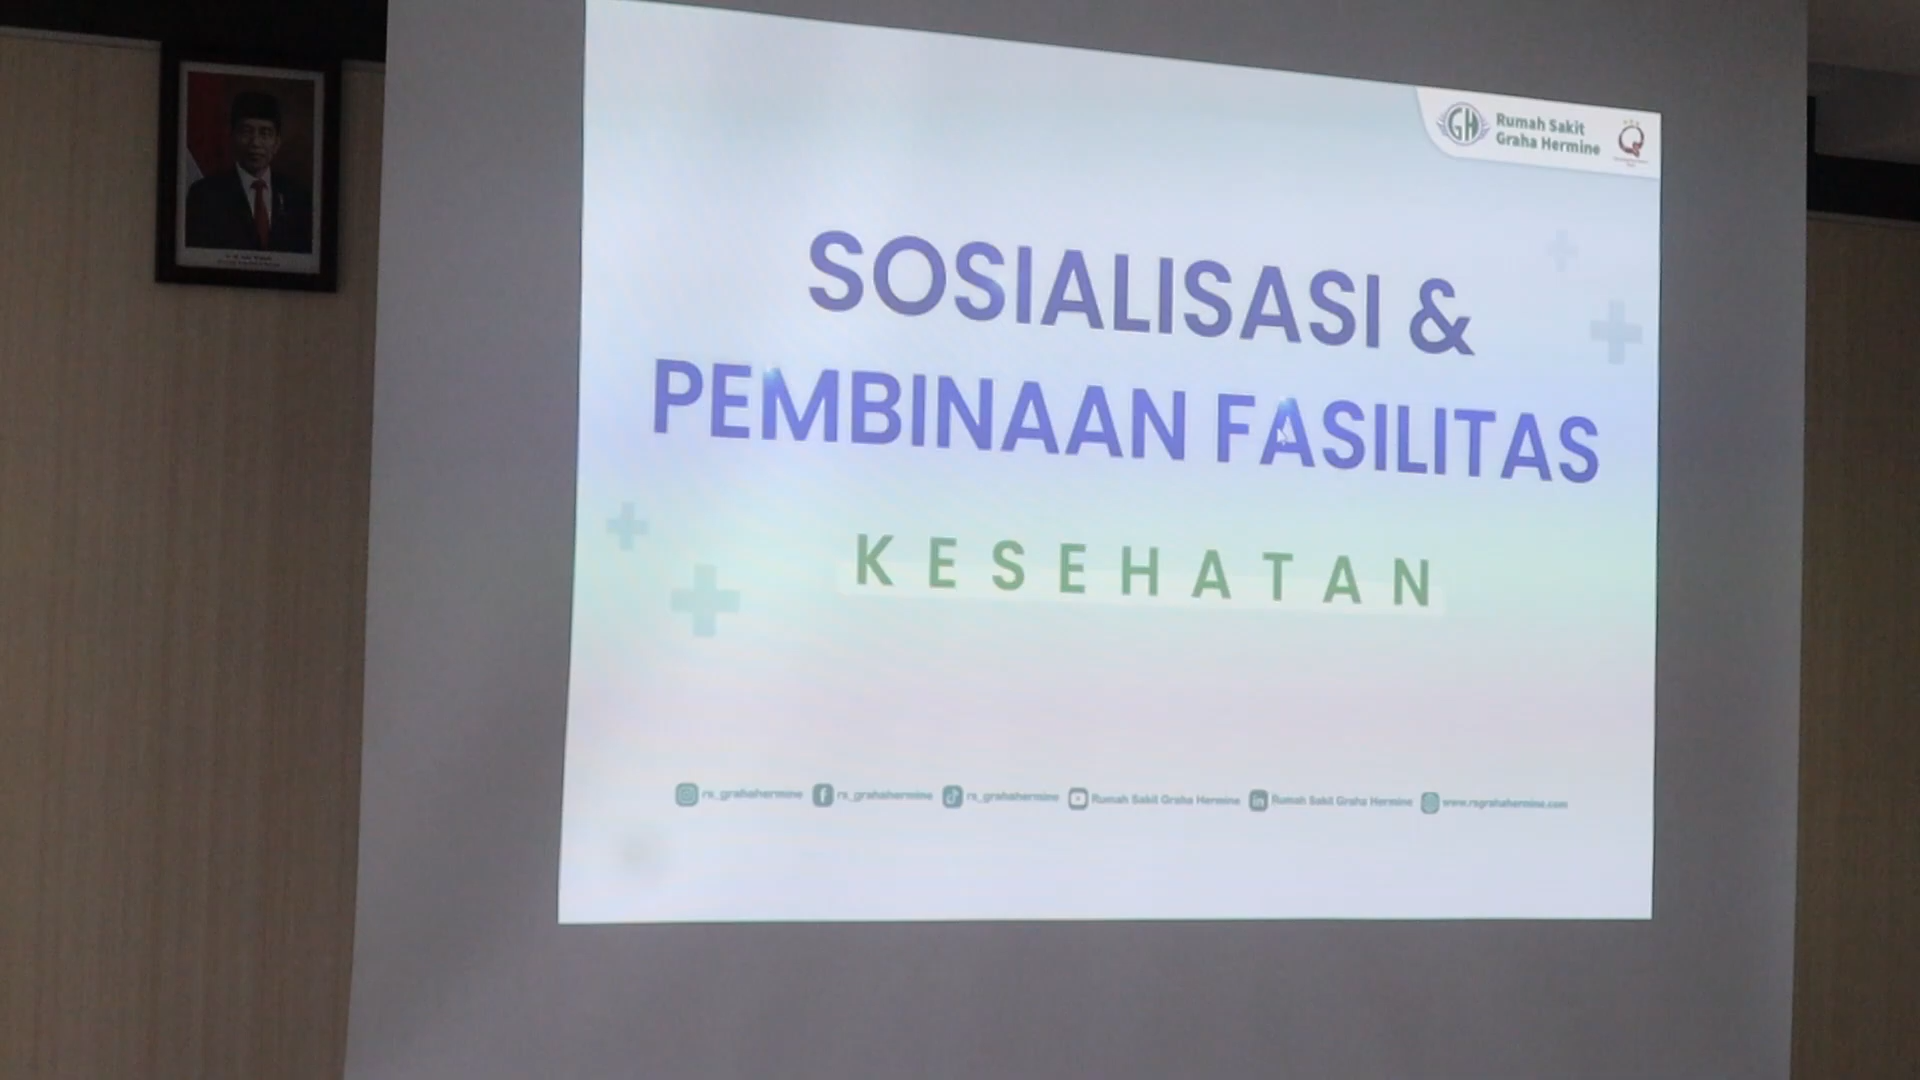 Rumah Sakit
Graha Hermine
SOSIALISASI &
PEMBINAAN FASILITAS
KESEHATAN
rs_grahahermine rs_grahahermine rs_grahahermine Rumah Sakit Graha Hermine Rumah Sakit Graha Hermine www.rsgrahahermine.com